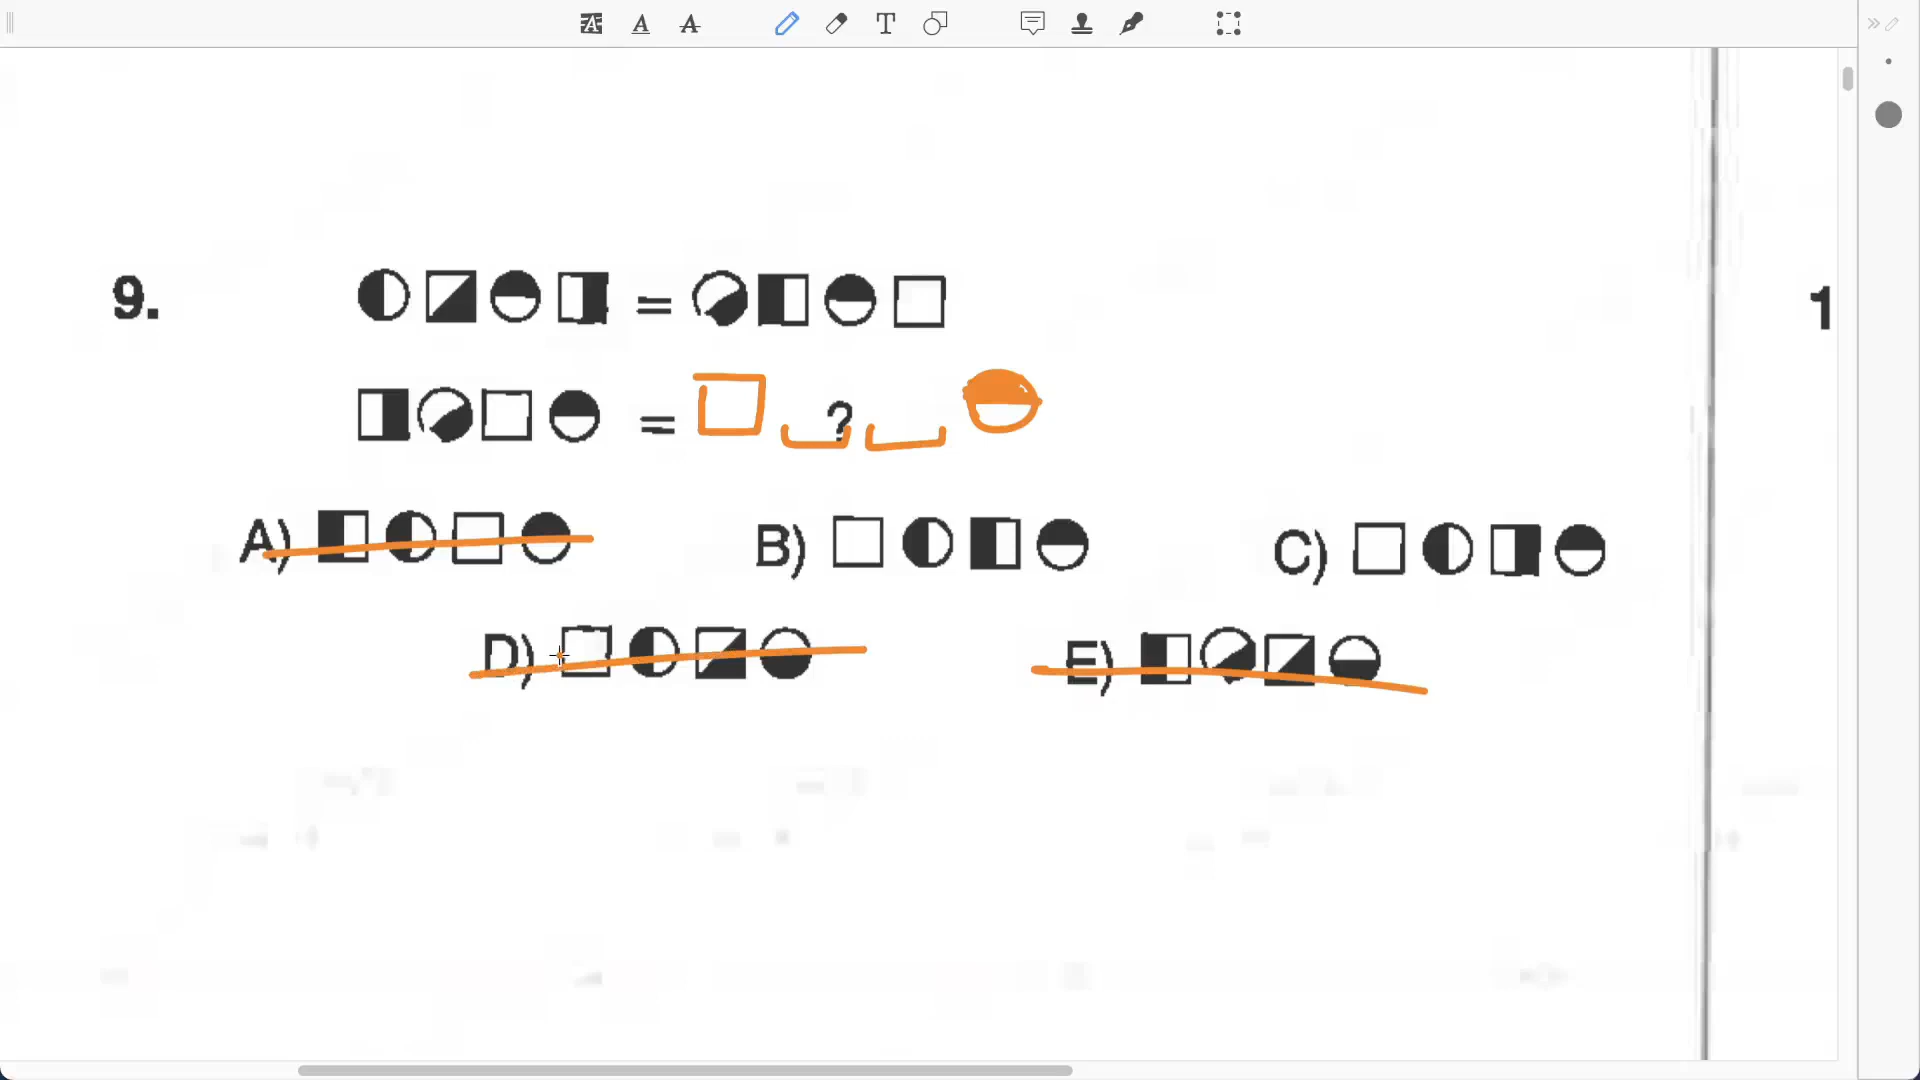 9.
=
1
= ?
A)
B)
C)
D)
E)